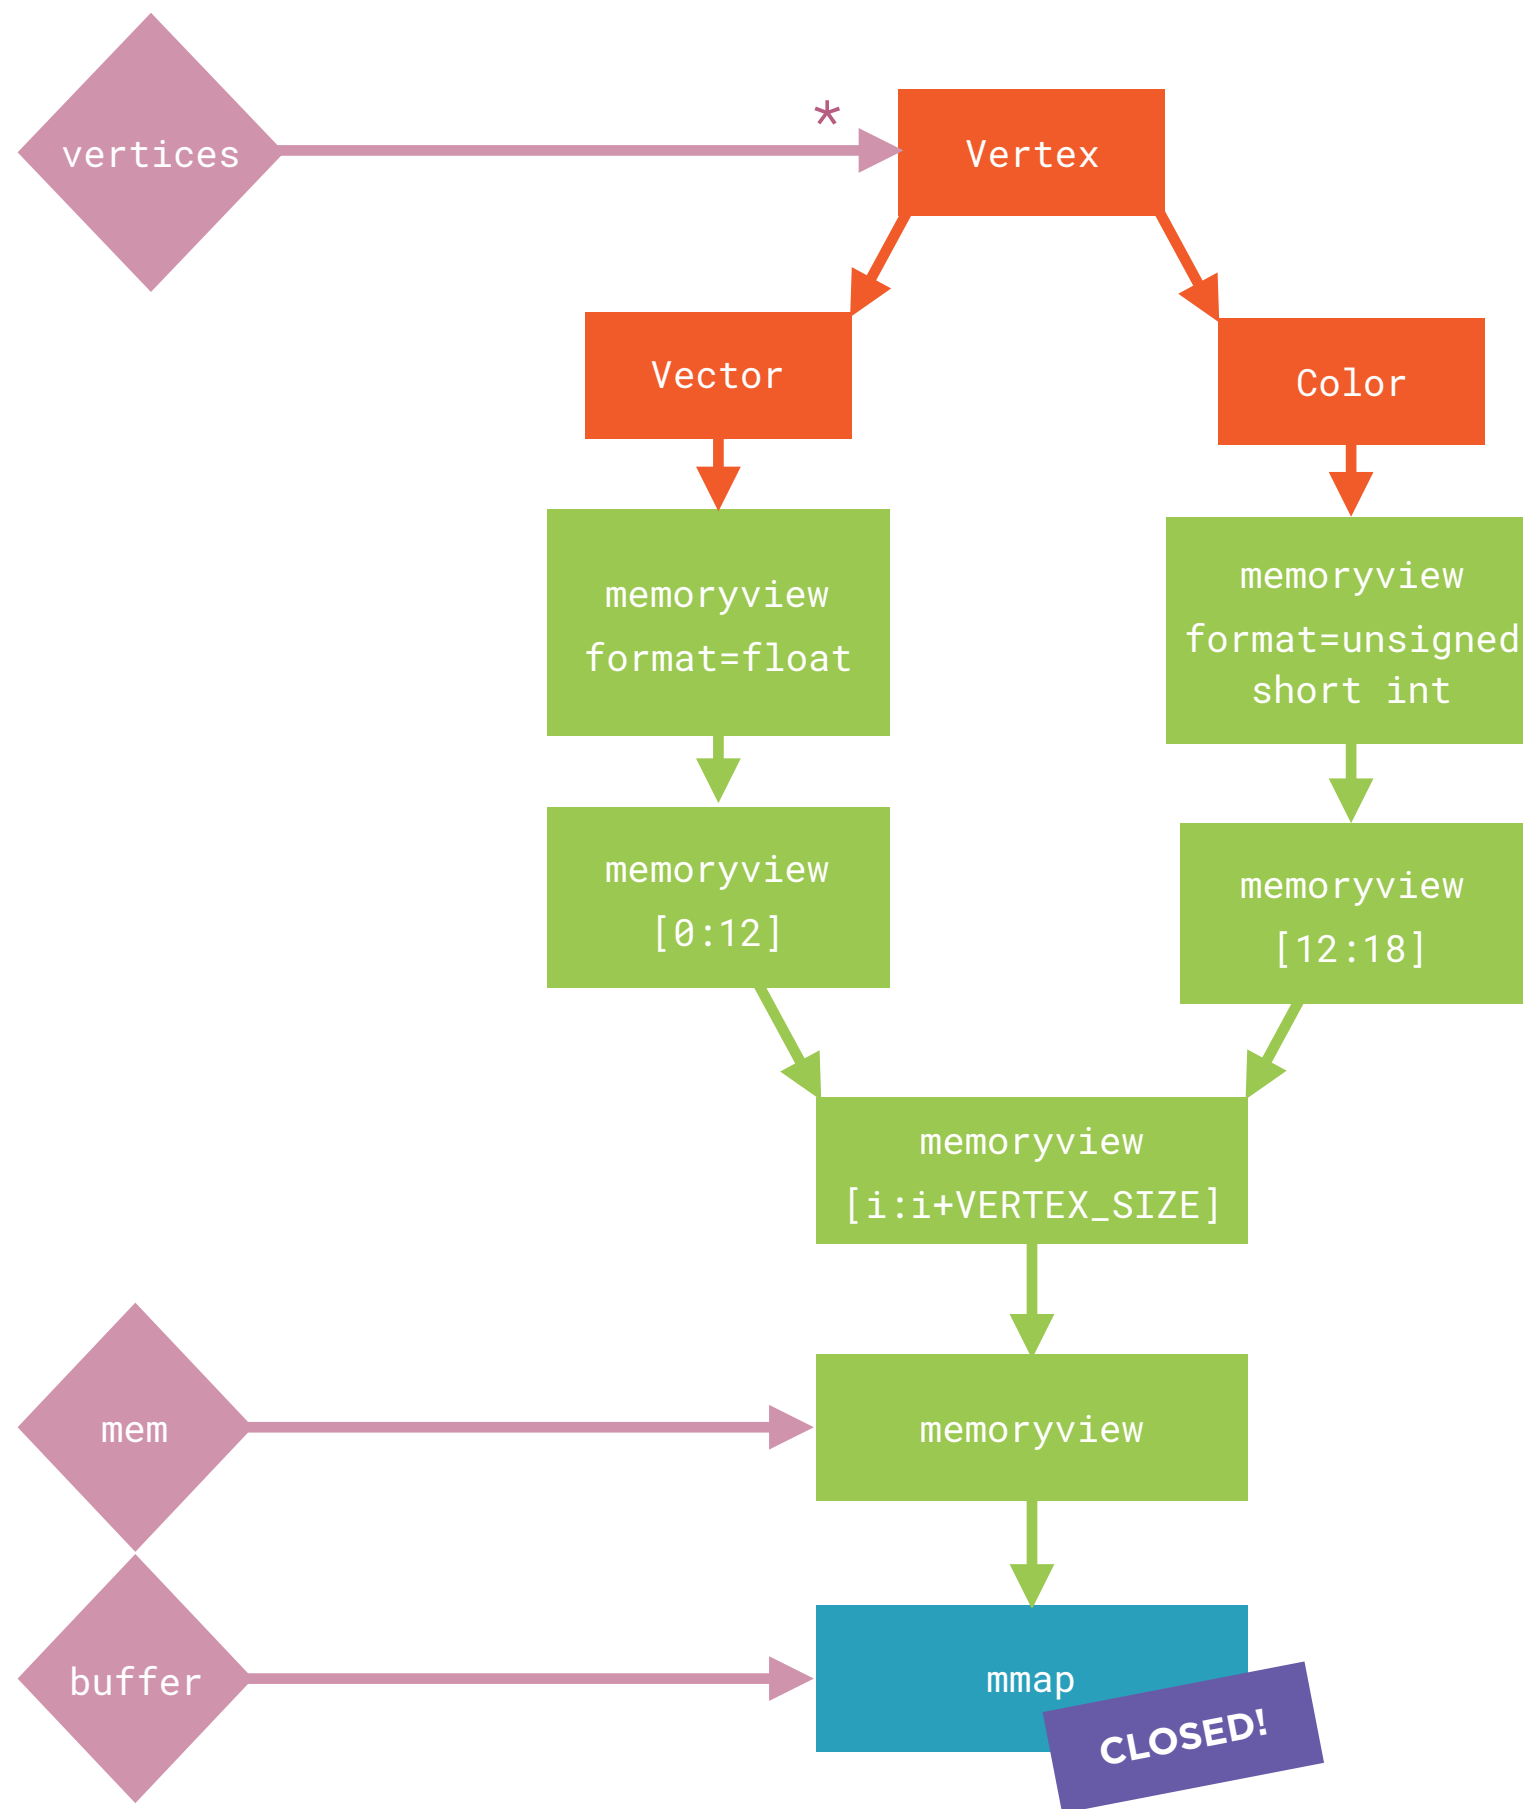 vertices
*
Vertex
Vector
Color
memoryview
format=float
memoryview
format=unsigned
short int
memoryview
[0:12]
memoryview
[12:18]
memoryview
[i:i+VERTEX_SIZE]
mem
memoryview
buffer
mmap
CLOSED!